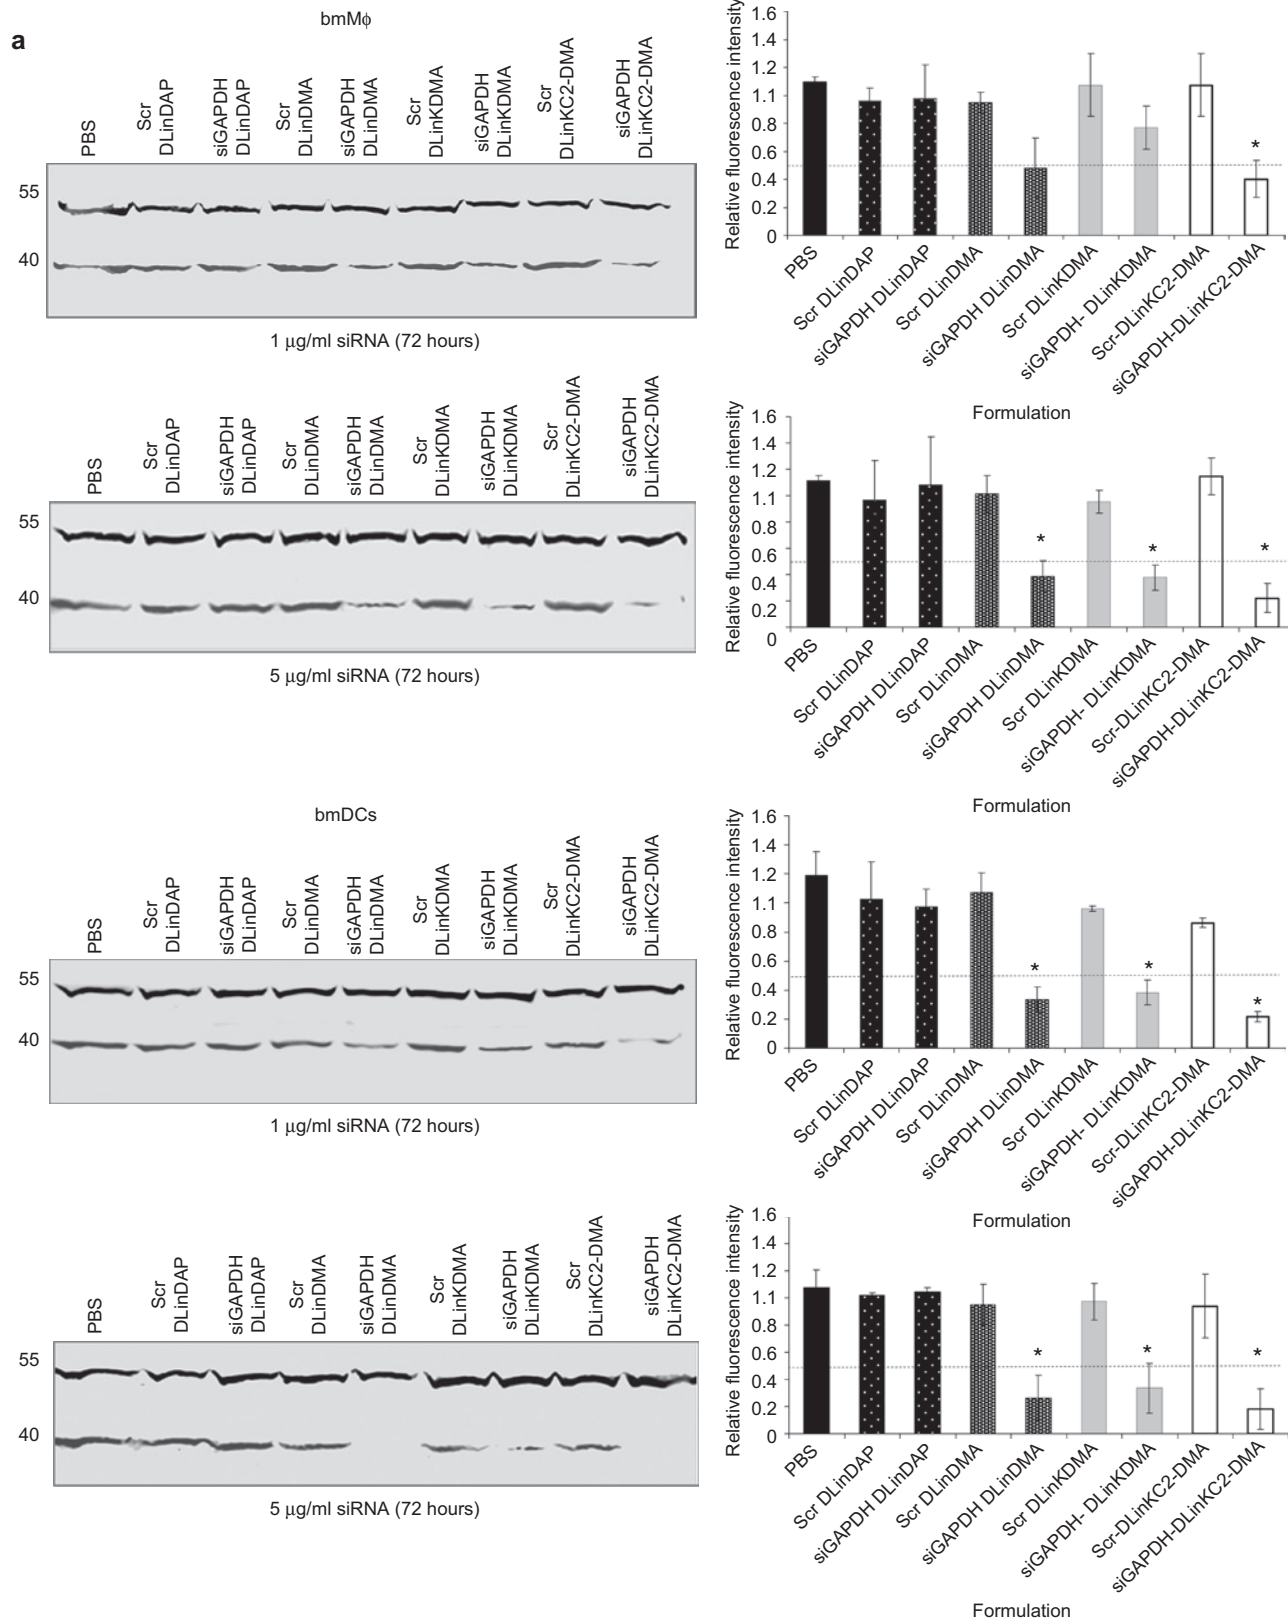 a
bmMϕ
PBS
Scr
DLinDAP
siGAPDH
DLinDAP
Scr
DLinDMA
siGAPDH
DLinDMA
Scr
DLinKDMA
siGAPDH
DLinKDMA
Scr
DLinKC2-DMA
siGAPDH
DLinKC2-DMA
55
40
1 μg/ml siRNA (72 hours)
Relative fluorescence intensity
1.6
1.4
1.2
1.1
0.8
0.6
0.4
0.2
0
*
PBS
Scr DLinDAP
siGAPDH DLinDAP
Scr DLinDMA
siGAPDH DLinDMA
Scr DLinKDMA
siGAPDH- DLinKDMA
Scr-DLinKC2-DMA
siGAPDH-DLinKC2-DMA
Formulation
PBS
Scr
DLinDAP
siGAPDH
DLinDAP
Scr
DLinDMA
siGAPDH
DLinDMA
Scr
DLinKDMA
siGAPDH
DLinKDMA
Scr
DLinKC2-DMA
siGAPDH
DLinKC2-DMA
55
40
5 μg/ml siRNA (72 hours)
Relative fluorescence intensity
1.6
1.4
1.2
1.1
0.8
0.6
0.4
0.2
0
* * *
PBS
Scr DLinDAP
siGAPDH DLinDAP
Scr DLinDMA
siGAPDH DLinDMA
Scr DLinKDMA
siGAPDH- DLinKDMA
Scr-DLinKC2-DMA
siGAPDH-DLinKC2-DMA
Formulation
bmDCs
PBS
Scr
DLinDAP
siGAPDH
DLinDAP
Scr
DLinDMA
siGAPDH
DLinDMA
Scr
DLinKDMA
siGAPDH
DLinKDMA
Scr
DLinKC2-DMA
siGAPDH
DLinKC2-DMA
55
40
1 μg/ml siRNA (72 hours)
Relative fluorescence intensity
1.6
1.4
1.2
1.1
0.8
0.6
0.4
0.2
0
* * *
PBS
Scr DLinDAP
siGAPDH DLinDAP
Scr DLinDMA
siGAPDH DLinDMA
Scr DLinKDMA
siGAPDH- DLinKDMA
Scr-DLinKC2-DMA
siGAPDH-DLinKC2-DMA
Formulation
PBS
Scr
DLinDAP
siGAPDH
DLinDAP
Scr
DLinDMA
siGAPDH
DLinDMA
Scr
DLinKDMA
siGAPDH
DLinKDMA
Scr
DLinKC2-DMA
siGAPDH
DLinKC2-DMA
55
40
5 μg/ml siRNA (72 hours)
Relative fluorescence intensity
1.6
1.4
1.2
1.1
0.8
0.6
0.4
0.2
0
* * *
PBS
Scr DLinDAP
siGAPDH DLinDAP
Scr DLinDMA
siGAPDH DLinDMA
Scr DLinKDMA
siGAPDH- DLinKDMA
Scr-DLinKC2-DMA
siGAPDH-DLinKC2-DMA
Formulation